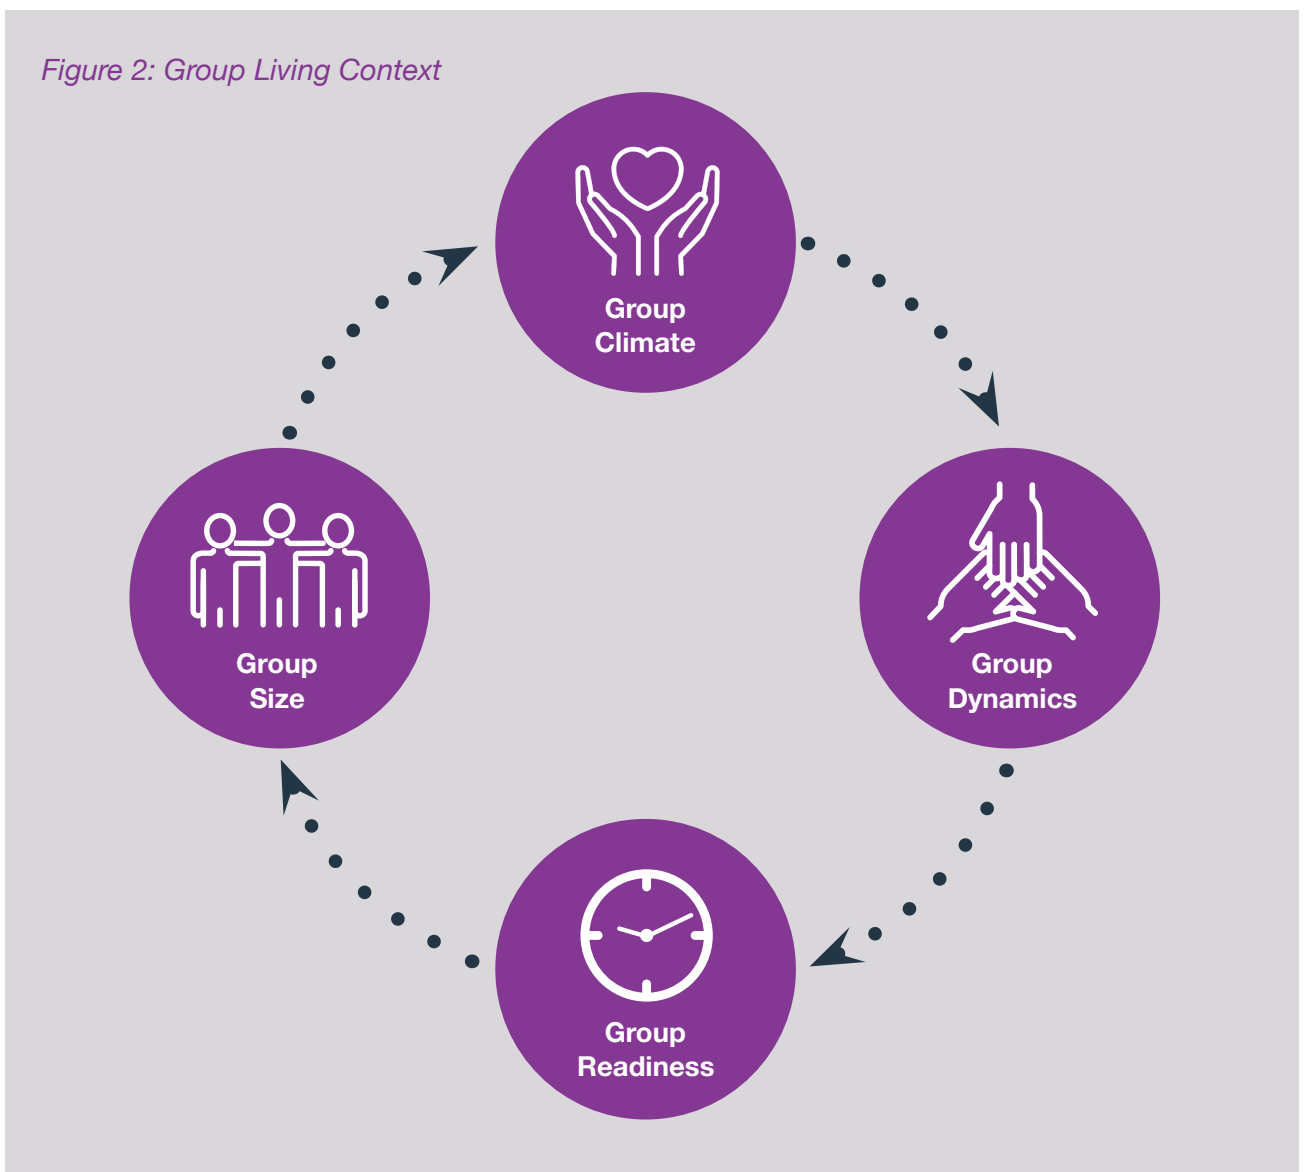 Figure 2: Group Living Context
Group
Climate
Group
Size
Group
Dynamics
Group
Readiness